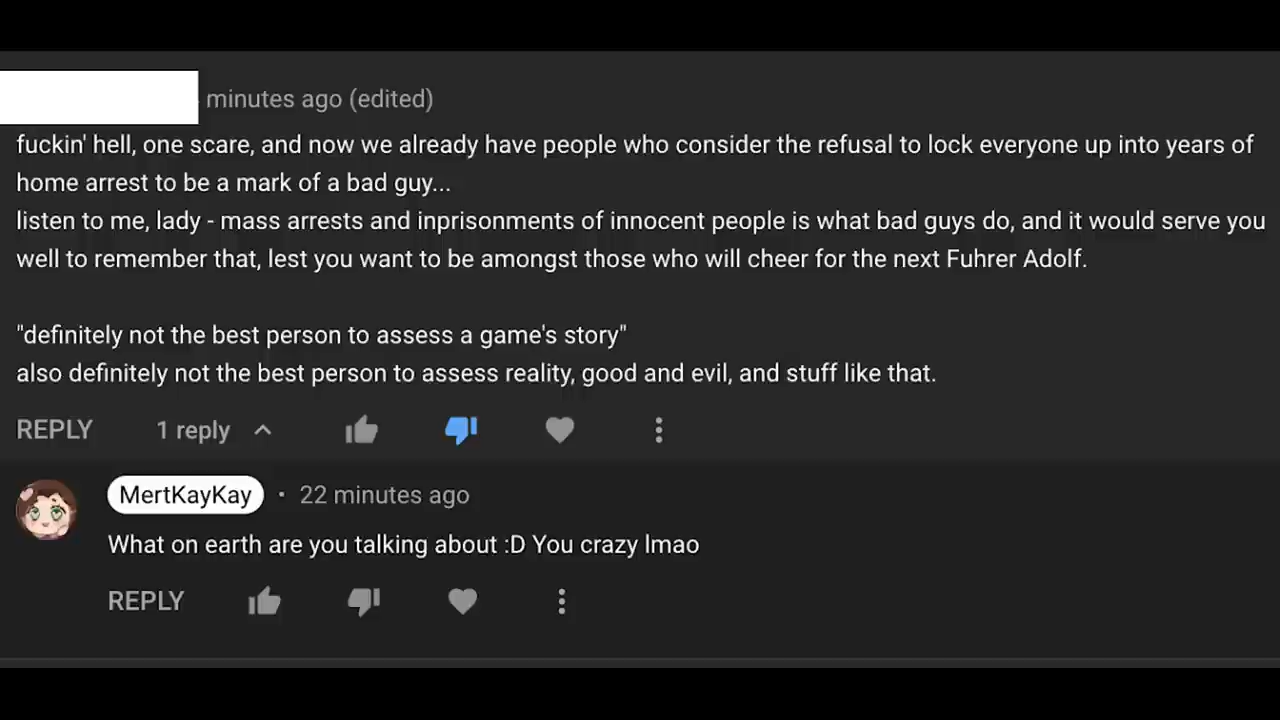 minutes ago (edited)
fuckin' hell, one scare, and now we already have people who consider the refusal to lock everyone up into years of
home arrest to be a mark of a bad guy...
listen to me, lady - mass arrests and inprisonments of innocent people is what bad guys do, and it would serve you
well to remember that, lest you want to be amongst those who will cheer for the next Fuhrer Adolf.
"definitely not the best person to assess a game's story"
also definitely not the best person to assess reality, good and evil, and stuff like that.
REPLY 1 reply
MertKayKay • 22 minutes ago
What on earth are you talking about :D You crazy lmao
REPLY